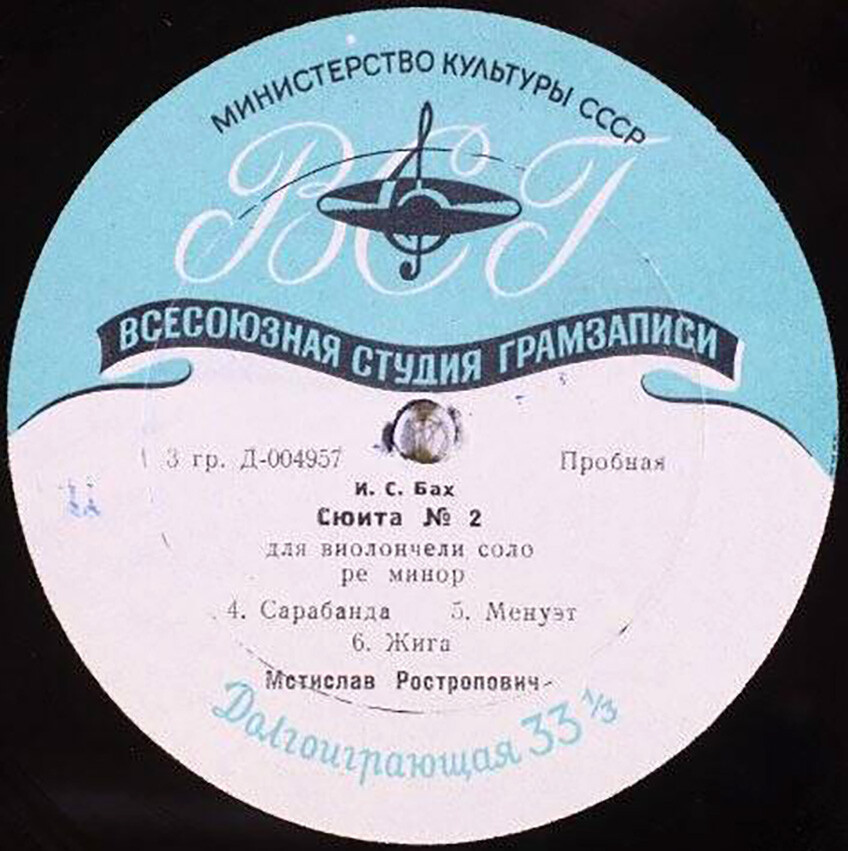 МИНИСТЕРСТВО КУЛЬТУРЫ СССР
ВСГ
ВСЕСОЮЗНАЯ СТУДИЯ ГРАМЗАПИСИ
3 гр. Д-004957 Пробная
И. С. Бах
Сюита № 2
для виолончели соло
ре минор
4. Сарабанда 5. Менуэт
6. Жига
Мстислав Ростропович
Долгоиграющая 33 1/3